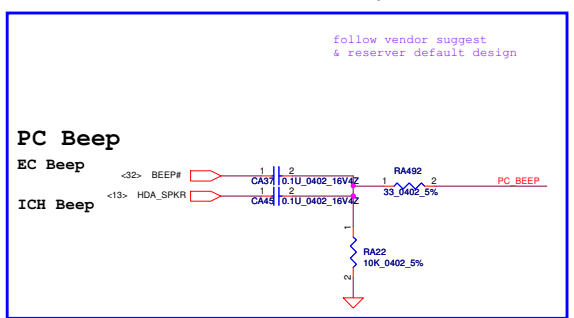 follow vendor suggest
& reserver default design
PC Beep
EC Beep
<32> BEEP#
1 2
CA37 0.1U_0402_16V4Z
<13> HDA_SPKR
1 2
CA45 0.1U_0402_16V4Z
ICH Beep
RA492
1 2
33_0402_5%
PC_BEEP
1
RA22
10K_0402_5%
2